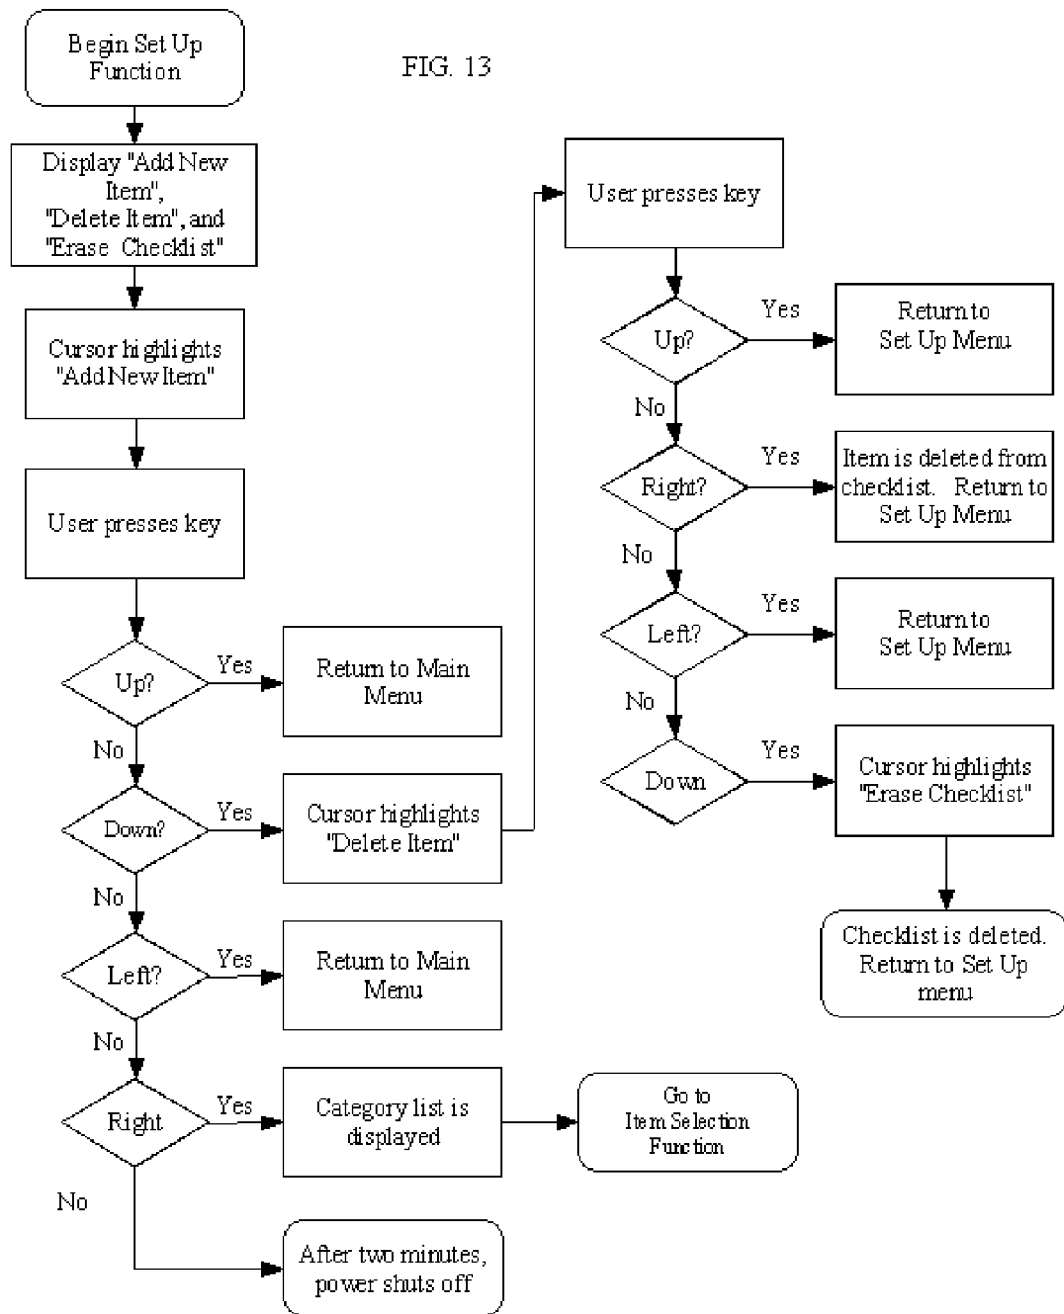 Begin Set Up
Function
FIG. 13
Display "Add New
Item",
"Delete Item", and
"Erase Checklist"
Cursor highlights
"Add New Item"
User presses key
Up?
Yes
Return to Main
Menu
No
Down?
Yes
Cursor highlights
"Delete Item"
No
Left?
Yes
Return to Main
Menu
No
Right
Yes
Category list is
displayed
Go to
Item Selection
Function
No
After two minutes,
power shuts off
User presses key
Up?
Yes
Return to
Set Up Menu
No
Right?
Yes
Item is deleted from
checklist. Return to
Set Up Menu
No
Left?
Yes
Return to
Set Up Menu
No
Down
Yes
Cursor highlights
"Erase Checklist"
Checklist is deleted.
Return to Set Up
menu